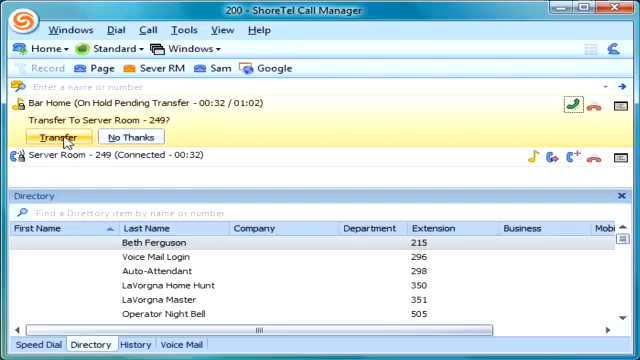 200 - ShoreTel Call Manager
Windows Dial Call Tools View Help
Home Standard Windows
Record Page Sever RM Sam Google
Enter a name or number
Bar Home (On Hold Pending Transfer - 00:32 / 01:02)
Transfer To Server Room - 249?
Transfer No Thanks
Server Room - 249 (Connected - 00:32)
Directory
Find a Directory item by name or number
First Name Last Name Company Department Extension Business Mobi
Beth Ferguson 215
Voice Mail Login 296
Auto-Attendant 298
LaVorgna Home Hunt 350
LaVorgna Master 351
Operator Night Bell 505
Speed Dial Directory History Voice Mail